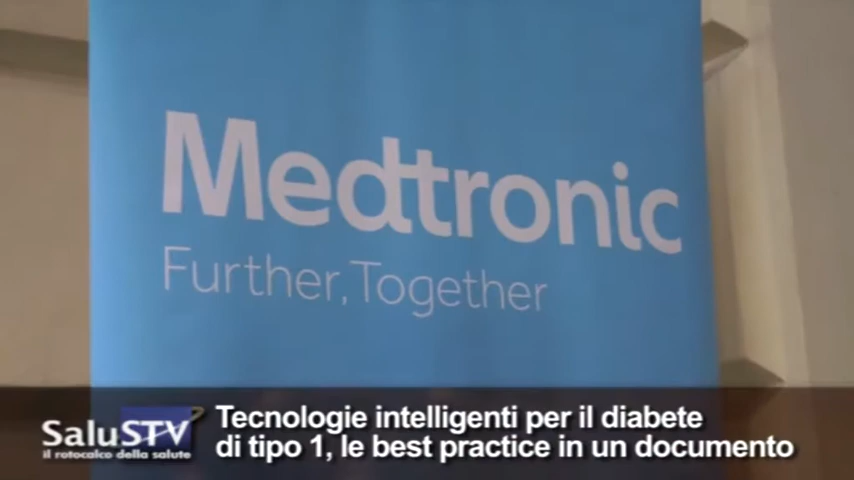 Medtronic
Further, Together
SaluSTV
il rotocalco della salute
Tecnologie intelligenti per il diabete
di tipo 1, le best practice in un documento